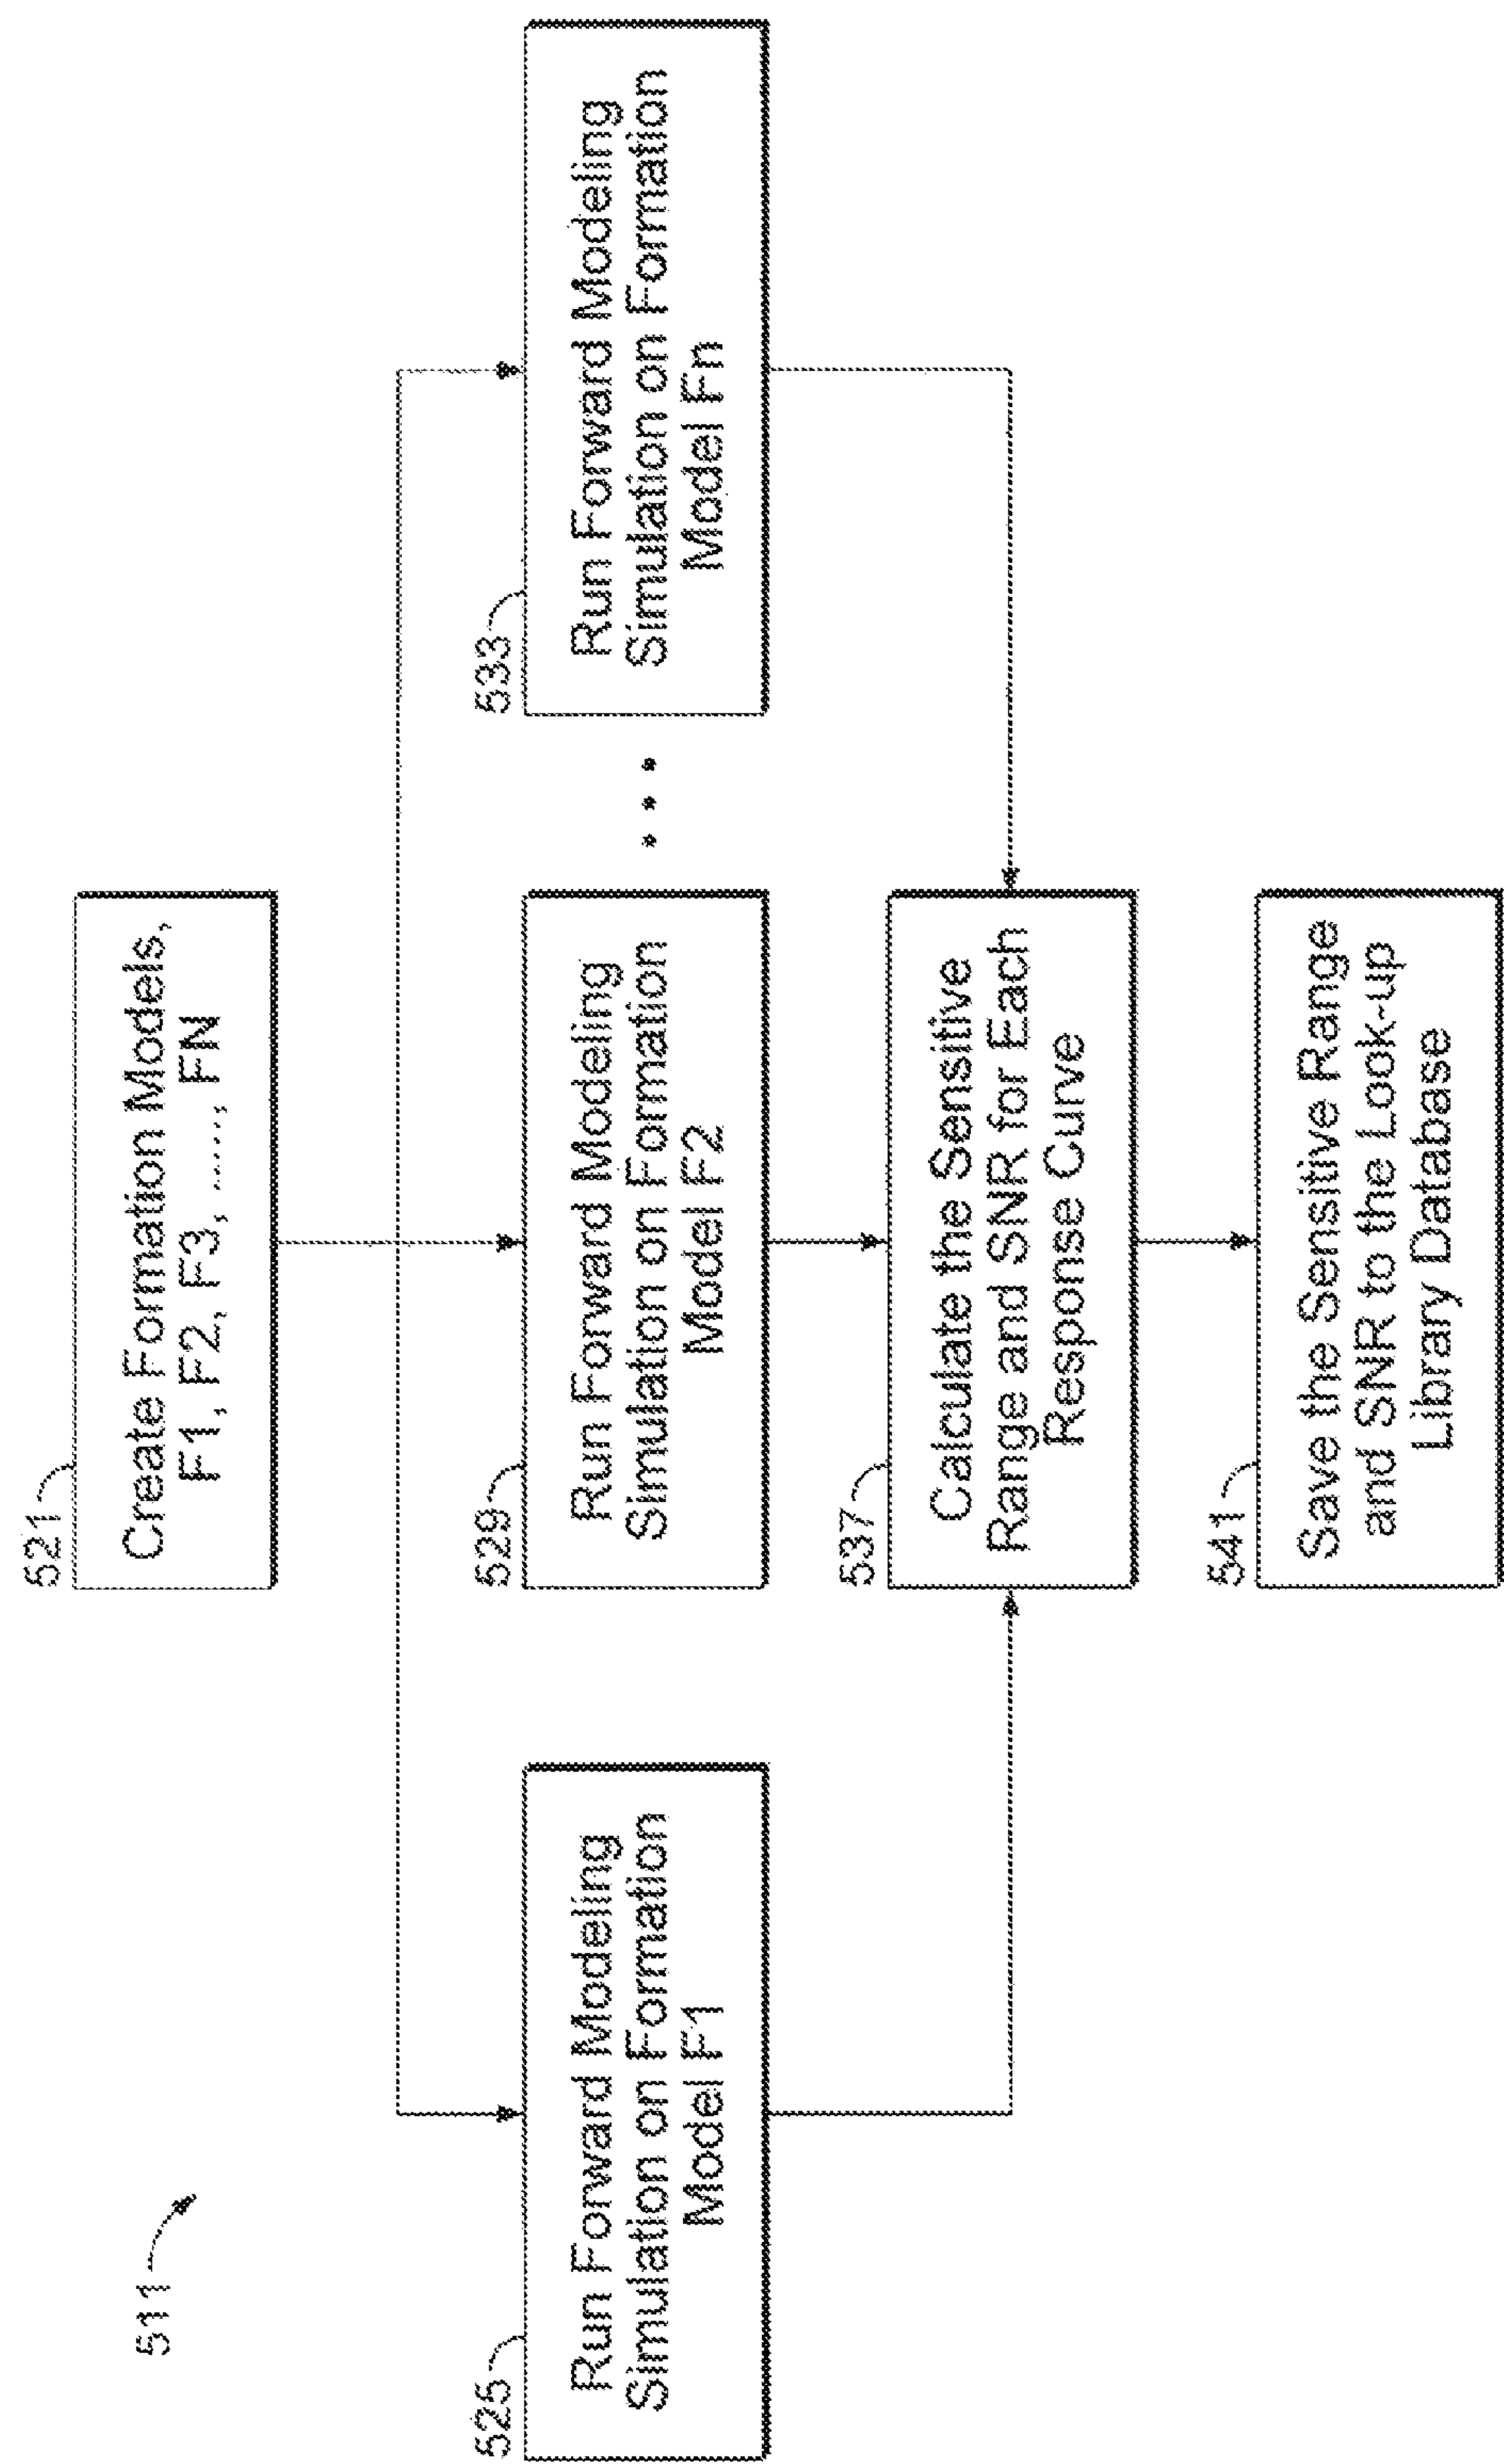 511
521
Create Formation Models,
F1, F2, F3, ....., FN
525
Run Forward Modeling
Simulation on Formation
Model F1
529
Run Forward Modeling
Simulation on Formation
Model F2
• • •
533
Run Forward Modeling
Simulation on Formation
Model Fn
537
Calculate the Sensitive
Range and SNR for Each
Response Curve
541
Save the Sensitive Range
and SNR to the Look-up
Library Database